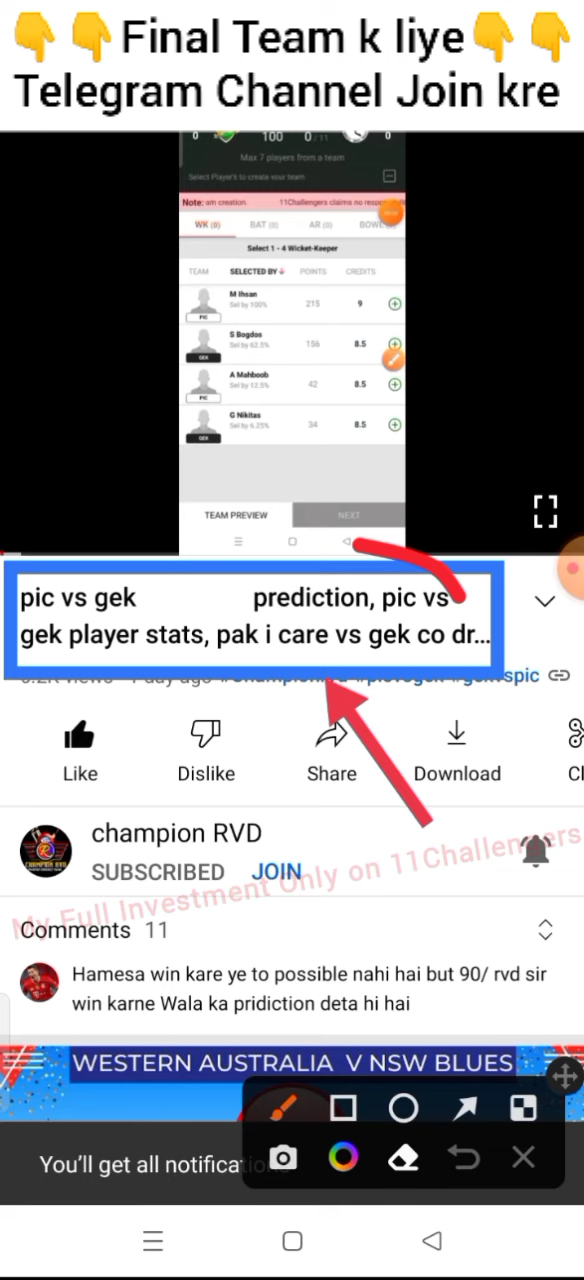 👇👇Final Team k liye👇👇
Telegram Channel Join kre
0 100 0/11 0
Max 7 players from a team
Select Player's to create your team
Note: am creation. 11Challengers claims no
WK (0) BAT (0) AR (0)
Select 1 - 4 Wicket-Keeper
TEAM SELECTED BY POINTS CREDITS
M Ihsan
Sel by 100% 215 9
PIC
S Bogdos
Sel by 62.5% 156 8.5
GEK
A Mahboob
Sel by 12.5% 42 8.5
PIC
G Nikitas
Sel by 6.25% 34 8.5
GEK
TEAM PREVIEW NEXT
pic vs gek prediction, pic vs
gek player stats, pak i care vs gek co dr...
Like Dislike Share Download Cl
champion RVD
SUBSCRIBED JOIN
My Full Investment Only on 11Challengers
Comments 11
Hamesa win kare ye to possible nahi hai but 90/ rvd sir
win karne Wala ka pridiction deta hi hai
WESTERN AUSTRALIA V NSW BLUES
You'll get all